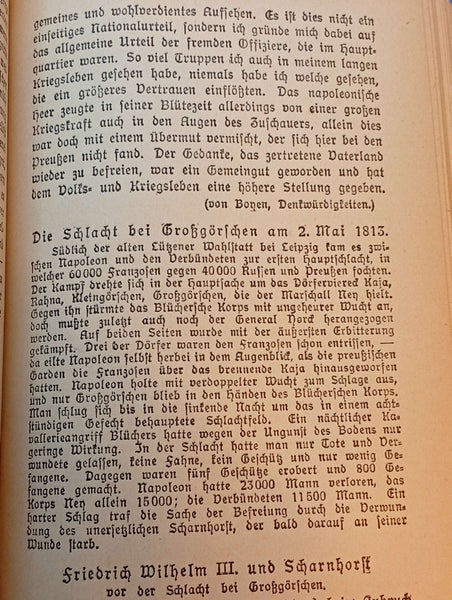 gemeines und wohlverdientes Aufsehen. Es ist dies nicht ein
einseitiges Nationalurteil, sondern ich gründe mich dabei auf
das allgemeine Urteil der fremden Offiziere, die im Haupt-
quartier waren. So viel Truppen ich auch in meinem langen
Kriegsleben gesehen habe, niemals habe ich welche gesehen,
die ein größeres Vertrauen einflößten. Das napoleonische
Heer zeugte in seiner Blütezeit allerdings von einer großen
Kriegskraft auch in den Augen des Zuschauers, allein dies
war doch mit einem Übermut vermischt, der sich hier bei den
Preußen nicht fand. Der Gedanke, das zertretene Vaterland
wieder zu befreien, war ein Gemeingut geworden und hat
dem Volks- und Kriegsleben eine höhere Stellung gegeben.
(von Boyen, Denkwürdigkeiten.)
Die Schlacht bei Großgörschen am 2. Mai 1813.
Südlich der alten Lützener Wahlstatt bei Leipzig kam es zwi-
schen Napoleon und den Verbündeten zur ersten Hauptschlacht, in
welcher 60000 Franzosen gegen 40000 Russen und Preußen fochten.
Der Kampf drehte sich in der Hauptsache um das Dörferviereck Kaja,
Rahna, Kleingörschen, Großgörschen, die der Marschall Ney hielt.
Gegen ihn stürmte das Blüchersche Korps mit ungeheurer Wucht an,
doch mußte zuletzt auch noch der General Yorck herangezogen
werden. Auf beiden Seiten wurde mit der äußersten Erbitterung
gekämpft. Drei der Dörfer waren den Franzosen schon entrissen, —
da eilte Napoleon selbst herbei in dem Augenblick, als die preußischen
Garden die Franzosen über das brennende Kaja hinausgeworfen
hatten. Napoleon holte mit verdoppelter Wucht zum Schlage aus,
und nur Großgörschen blieb in den Händen des Blücherschen Korps.
Man schlug sich bis in die sinkende Nacht um das in einem acht-
stündigen Gefecht behauptete Schlachtfeld. Ein nächtlicher Ka-
vallerieangriff Blüchers hatte wegen der Ungunst des Bodens nur
geringe Wirkung. In der Schlacht hatte man nur Tote und Ver-
wundete gelassen, keine Fahne, kein Geschütz und nur wenig Ge-
fangene. Dagegen waren fünf Geschütze erobert und 800 Ge-
fangene gemacht. Napoleon hatte 23000 Mann verloren, das
Korps Ney allein 15000; die Verbündeten 11500 Mann. Ein
harter Schlag traf die Sache der Befreiung durch die Verwun-
dung des unersetzlichen Scharnhorst, der bald darauf an seiner
Wunde starb.
Friedrich Wilhelm III. und Scharnhorst
vor der Schlacht bei Großgörschen.